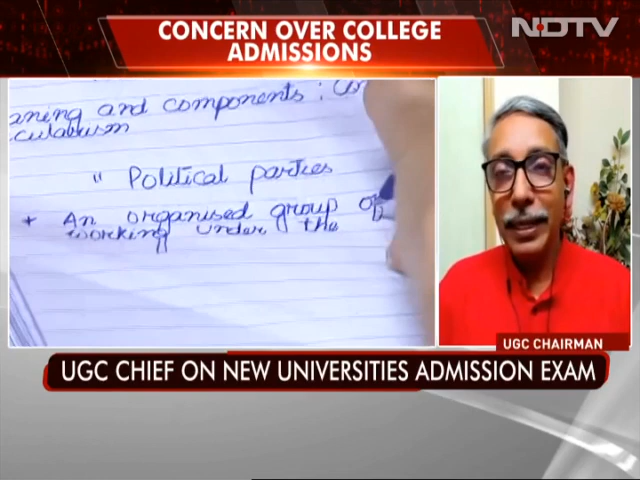 CONCERN OVER COLLEGE
ADMISSIONS
NDTV
aning and components :
culabism
" Political parties
+ An organised group of
working under the
UGC CHAIRMAN
UGC CHIEF ON NEW UNIVERSITIES ADMISSION EXAM